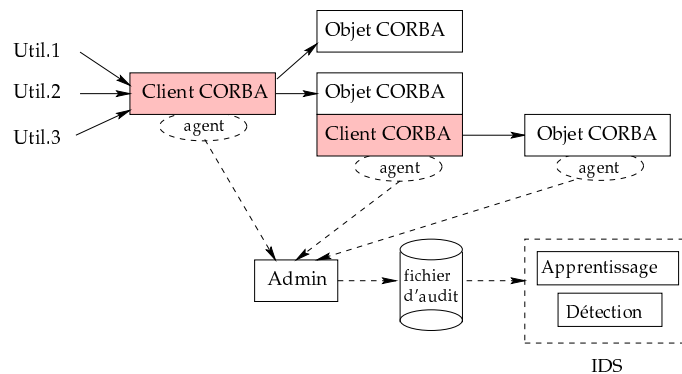 Objet CORBA
Util.1
Util.2
Client CORBA
Objet CORBA
Util.3
agent
Client CORBA
Objet CORBA
agent
agent
Admin
fichier
d'audit
Apprentissage
Détection
IDS